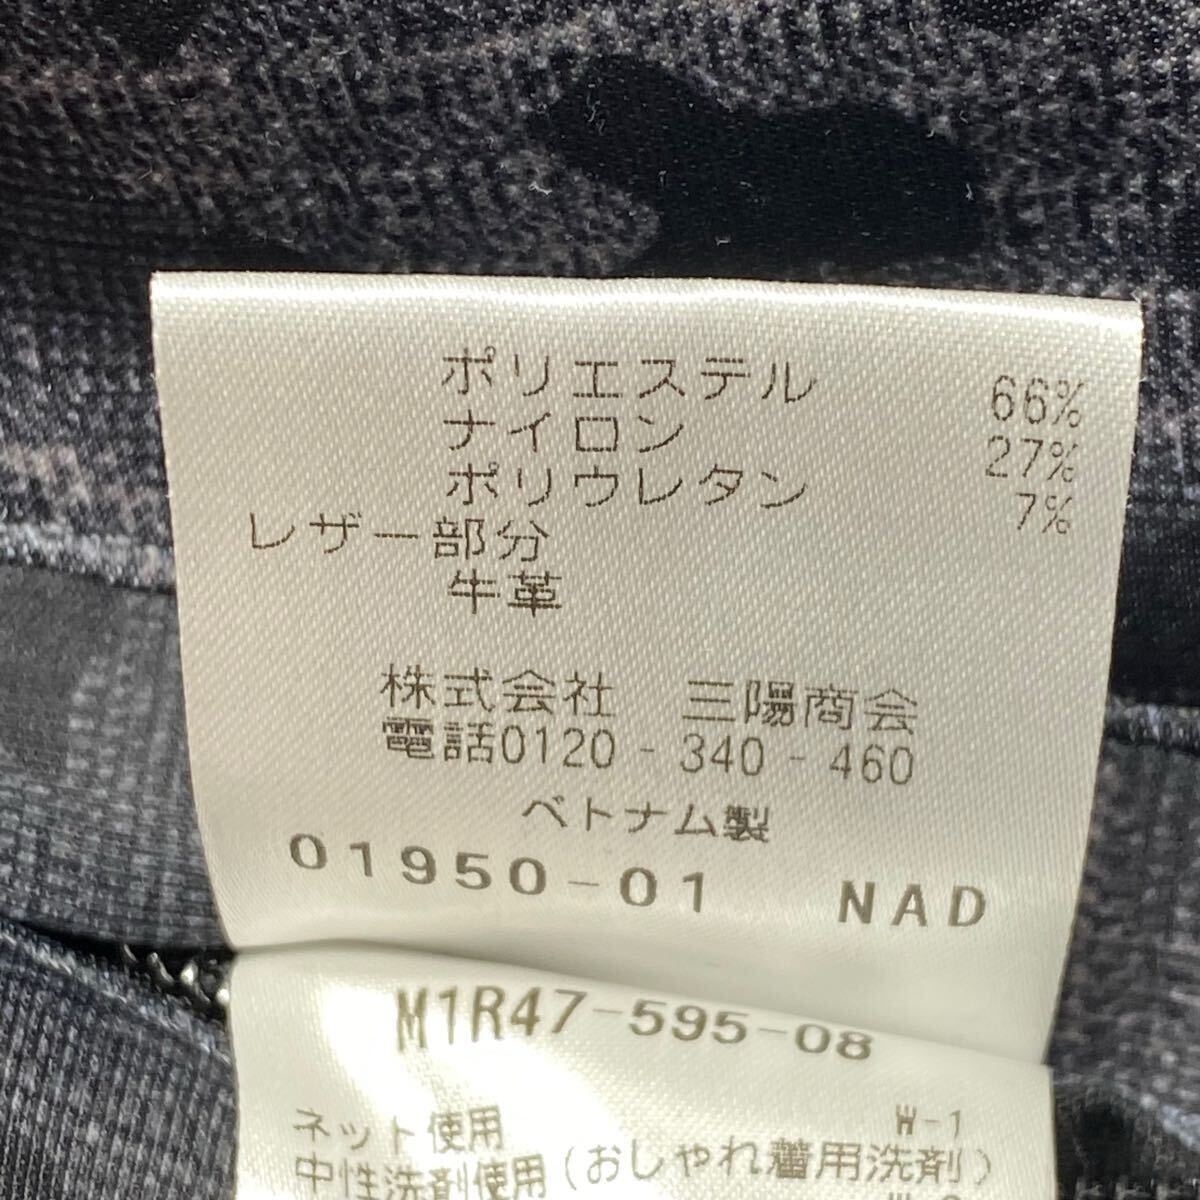 ポリエステル 66%
ナイロン 27%
ポリウレタン 7%
レザー部分
牛革
株式会社 三陽商会
電話0120-340-460
ベトナム製
01950-01 NAD
M1R47-595-08
W-1
ネット使用
中性洗剤使用(おしゃれ着用洗剤)